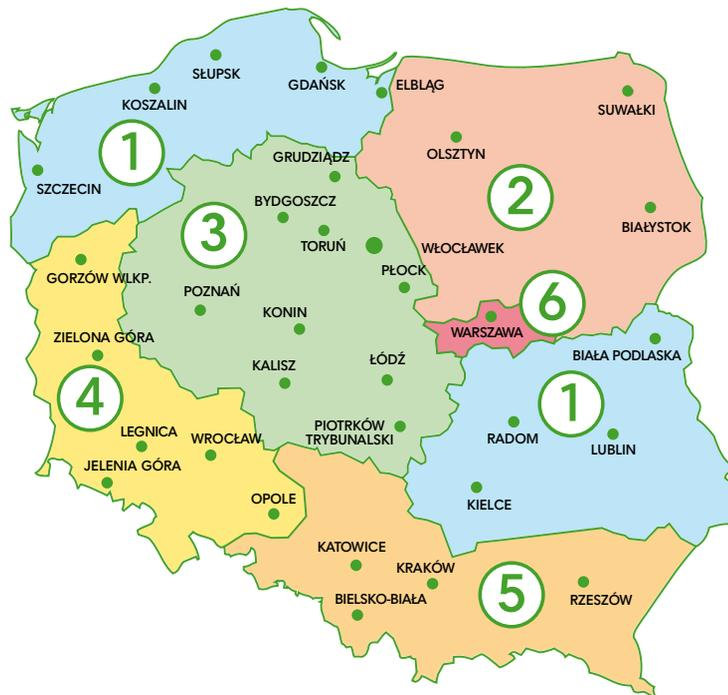 SŁUPSK
GDAŃSK
ELBLĄG
KOSZALIN
SUWAŁKI
1
OLSZTYN
GRUDZIĄDZ
SZCZECIN
2
BYDGOSZCZ
3
BIAŁYSTOK
TORUŃ
WŁOCŁAWEK
PŁOCK
GORZÓW WLKP.
POZNAŃ
6
KONIN
WARSZAWA
ZIELONA GÓRA
BIAŁA PODLASKA
KALISZ
ŁÓDŹ
4
1
LEGNICA
WROCŁAW
PIOTRKÓW
TRYBUNALSKI
RADOM
LUBLIN
JELENIA GÓRA
OPOLE
KIELCE
KATOWICE
KRAKÓW
5
BIELSKO-BIAŁA
RZESZÓW